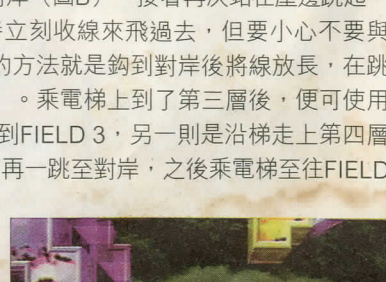 岸（圖B），接着再次站在崖邊跳起，
立刻收線來飛過去，但要小心不要與
的方法就是鈎到對岸後將線放長，在跳
。乘電梯上到了第三層後，便可使用
到FIELD 3，另一則是沿梯走上第四層
再一跳至對岸，之後乘電梯至往FIELD